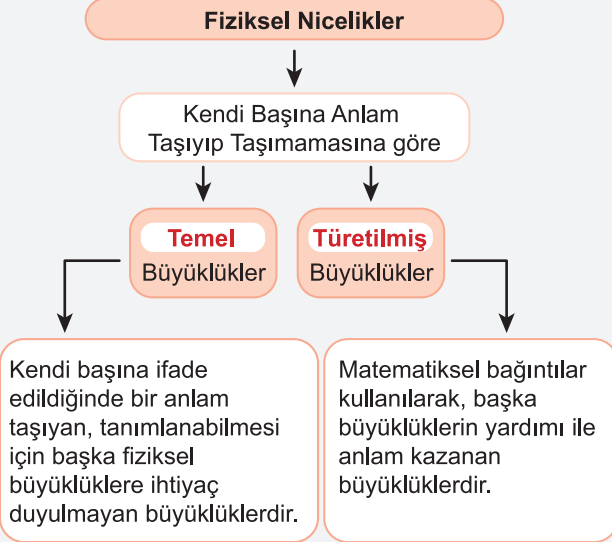 Fiziksel Nicelikler
Kendi Başına Anlam
Taşıyıp Taşımamasına göre
Temel
Büyüklükler
Türetilmiş
Büyüklükler
Kendi başına ifade
edildiğinde bir anlam
taşıyan, tanımlanabilmesi
için başka fiziksel
büyüklüklere ihtiyaç
duyulmayan büyüklüklerdir.
Matematiksel bağıntılar
kullanılarak, başka
büyüklüklerin yardımı ile
anlam kazanan
büyüklüklerdir.